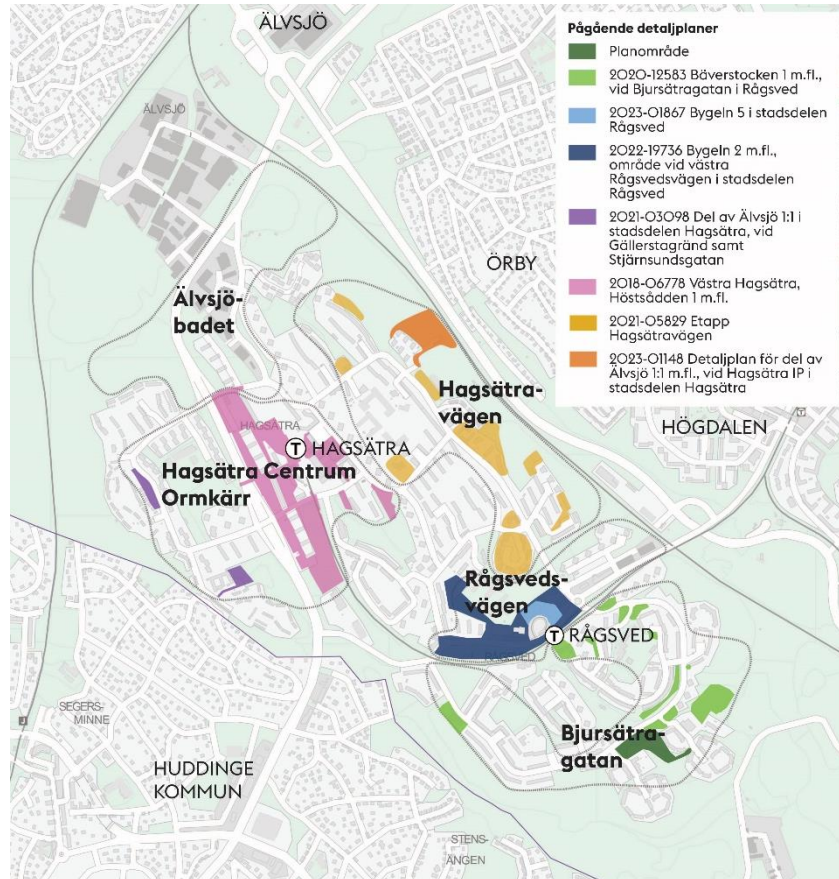 ÄLVSJÖ
ÄLVSJÖ
Pågående detaljplaner
Planområde
2020-12583 Bäverstocken 1 m.fl.,
vid Bjursätragatan i Rågsved
2023-01867 Bygeln 5 i stadsdelen
Rågsved
2022-19736 Bygeln 2 m.fl.,
område vid västra
Rågsvedsvägen i stadsdelen
Rågsved
2021-03098 Del av Älvsjö 1:1 i
stadsdelen Hagsätra, vid
Gällerstagränd samt
Stjärnsundsgatan
2018-06778 Västra Hagsätra,
Höstsådden 1 m.fl.
2021-05829 Etapp
Hagsätravägen
2023-01148 Detaljplan för del av
Älvsjö 1:1 m.fl., vid Hagsätra IP i
stadsdelen Hagsätra
ÖRBY
Älvsjö-
badet
Hagsätra-
vägen
HÖGDALEN
HAGSÄTRA
T HAGSÄTRA
Hagsätra Centrum
Ormkärr
Rågsveds-
vägen
T RÅGSVED
RÅGSVED
SEGERS-
MINNE
J
Bjursätra-
gatan
HUDDINGE
KOMMUN
STENS-
ÄNGEN